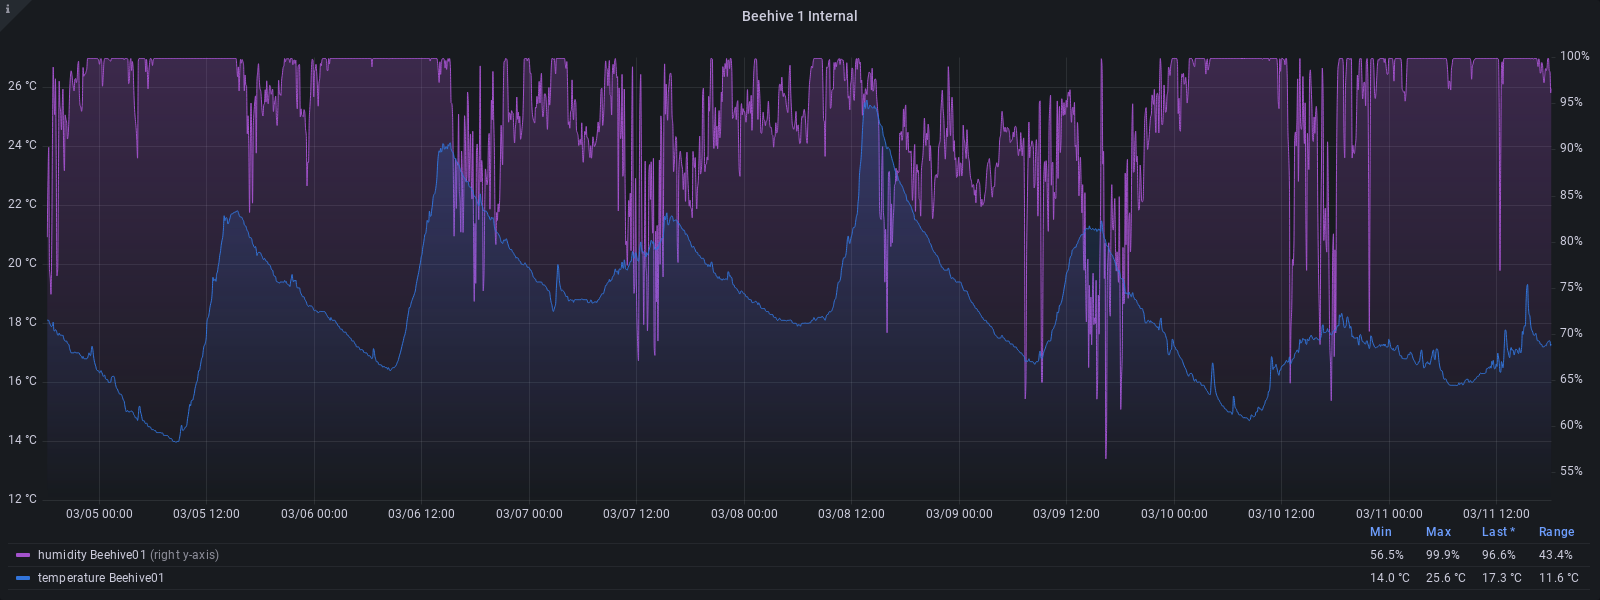 i
Beehive 1 Internal
26 °C
24 °C
22 °C
20 °C
18 °C
16 °C
14 °C
12 °C
100%
95%
90%
85%
80%
75%
70%
65%
60%
55%
03/05 00:00 03/05 12:00 03/06 00:00 03/06 12:00 03/07 00:00 03/07 12:00 03/08 00:00 03/08 12:00 03/09 00:00 03/09 12:00 03/10 00:00 03/10 12:00 03/11 00:00 03/11 12:00
Min Max Last * Range
humidity Beehive01 (right y-axis) 56.5% 99.9% 96.6% 43.4%
temperature Beehive01 14.0 °C 25.6 °C 17.3 °C 11.6 °C